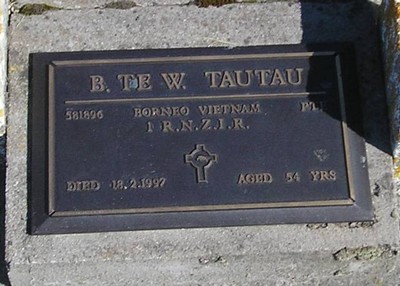 B. TE W. TAUTAU
581896 BORNEO VIETNAM PTE
1 R.N.Z.I.R.
DIED 18.2.1997 AGED 54 YRS